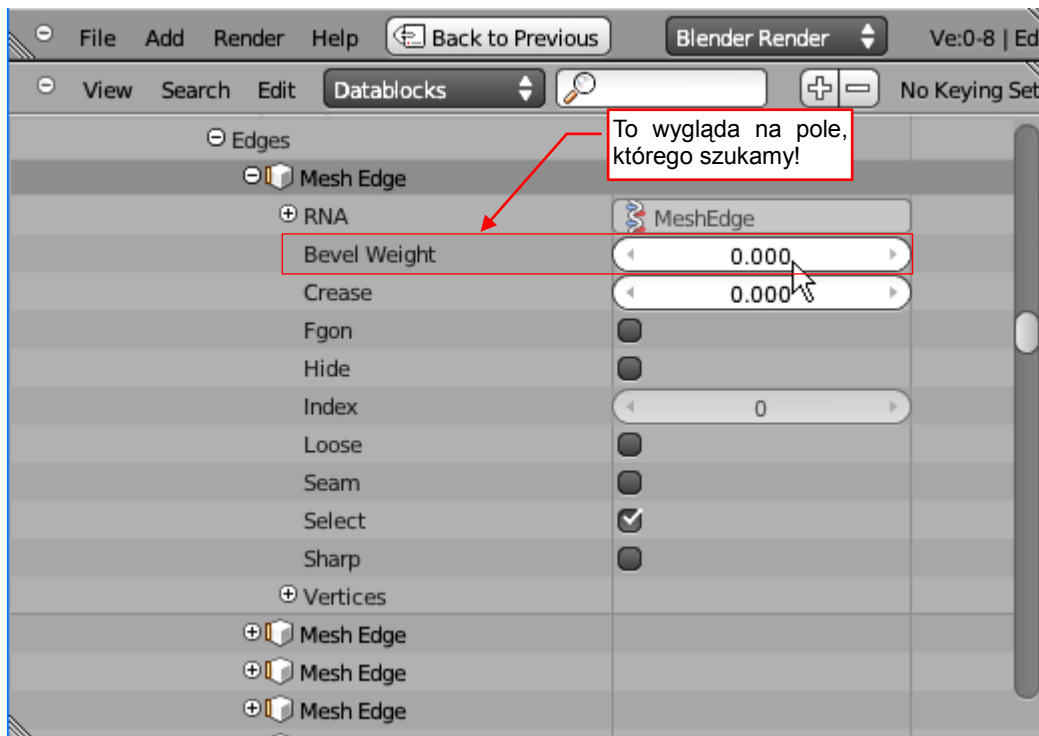 File Add Render Help Back to Previous Blender Render Ve:0-8 | Ed
View Search Edit Datablocks No Keying Set
To wygląda na pole,
którego szukamy!
Edges
Mesh Edge
RNA MeshEdge
Bevel Weight 0.000
Crease 0.000
Fgon
Hide
Index 0
Loose
Seam
Select
Sharp
Vertices
Mesh Edge
Mesh Edge
Mesh Edge